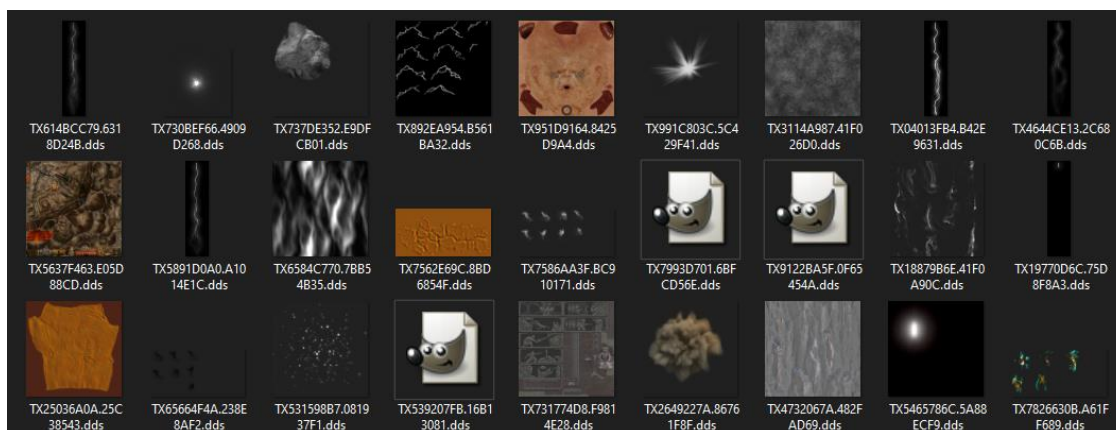 TX614BCC79.631
8D24B.dds
TX730BEF66.4909
D268.dds
TX737DE352.E9DF
CB01.dds
TX892EA954.B561
BA32.dds
TX951D9164.8425
D9A4.dds
TX991C803C.5C4
29F41.dds
TX3114A987.41F0
26D0.dds
TX04013FB4.B42E
9631.dds
TX4644CE13.2C68
0C6B.dds
TX5637F463.E05D
88CD.dds
TX5891D0A0.A10
14E1C.dds
TX6584C770.7BB5
4B35.dds
TX7562E69C.8BD
6854F.dds
TX7586AA3F.BC9
10171.dds
TX7993D701.6BF
CD56E.dds
TX9122BA5F.0F65
454A.dds
TX18879B6E.41F0
A90C.dds
TX19770D6C.75D
8F8A3.dds
TX25036A0A.25C
38543.dds
TX65664F4A.238E
8AF2.dds
TX531598B7.0819
37F1.dds
TX539207FB.16B1
3081.dds
TX731774D8.F981
4E28.dds
TX2649227A.8676
1F8F.dds
TX4732067A.482F
AD69.dds
TX5465786C.5A88
ECF9.dds
TX7826630B.A61F
F689.dds